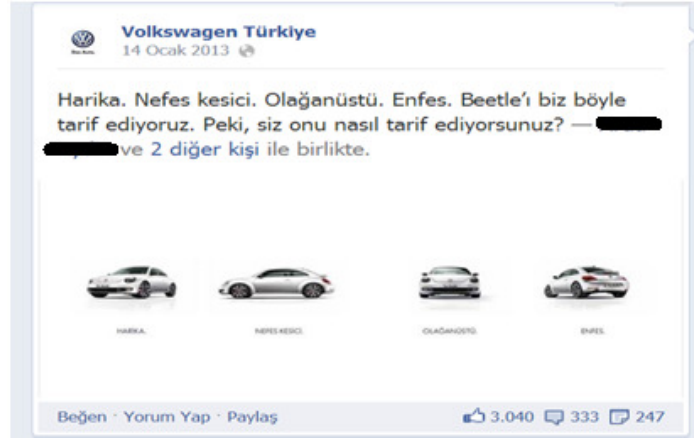 Volkswagen Türkiye
14 Ocak 2013
Harika. Nefes kesici. Olağanüstü. Enfes. Beetle'ı biz böyle
tarif ediyoruz. Peki, siz onu nasıl tarif ediyorsunuz? —
ve 2 diğer kişi ile birlikte.
HARIKA.
NEFES KESİCİ.
OLAĞANÜSTÜ.
ENFES.
Beğen · Yorum Yap · Paylaş
3.040 333 247